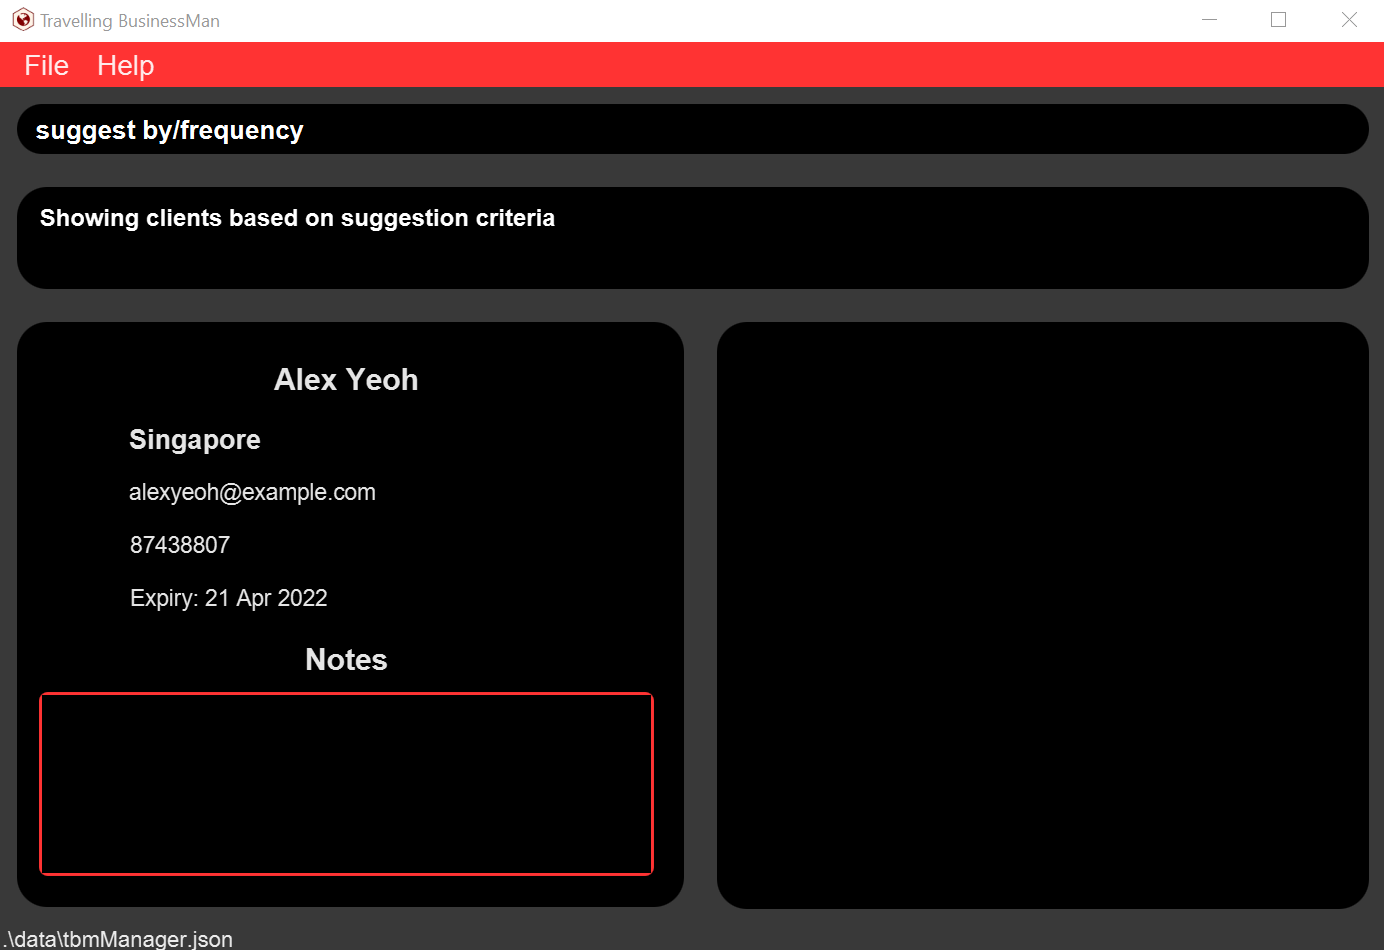 Travelling BusinessMan
File Help
suggest by/frequency
Showing clients based on suggestion criteria
Alex Yeoh
Singapore
alexyeoh@example.com
87438807
Expiry: 21 Apr 2022
Notes
.\data\tbmManager.json